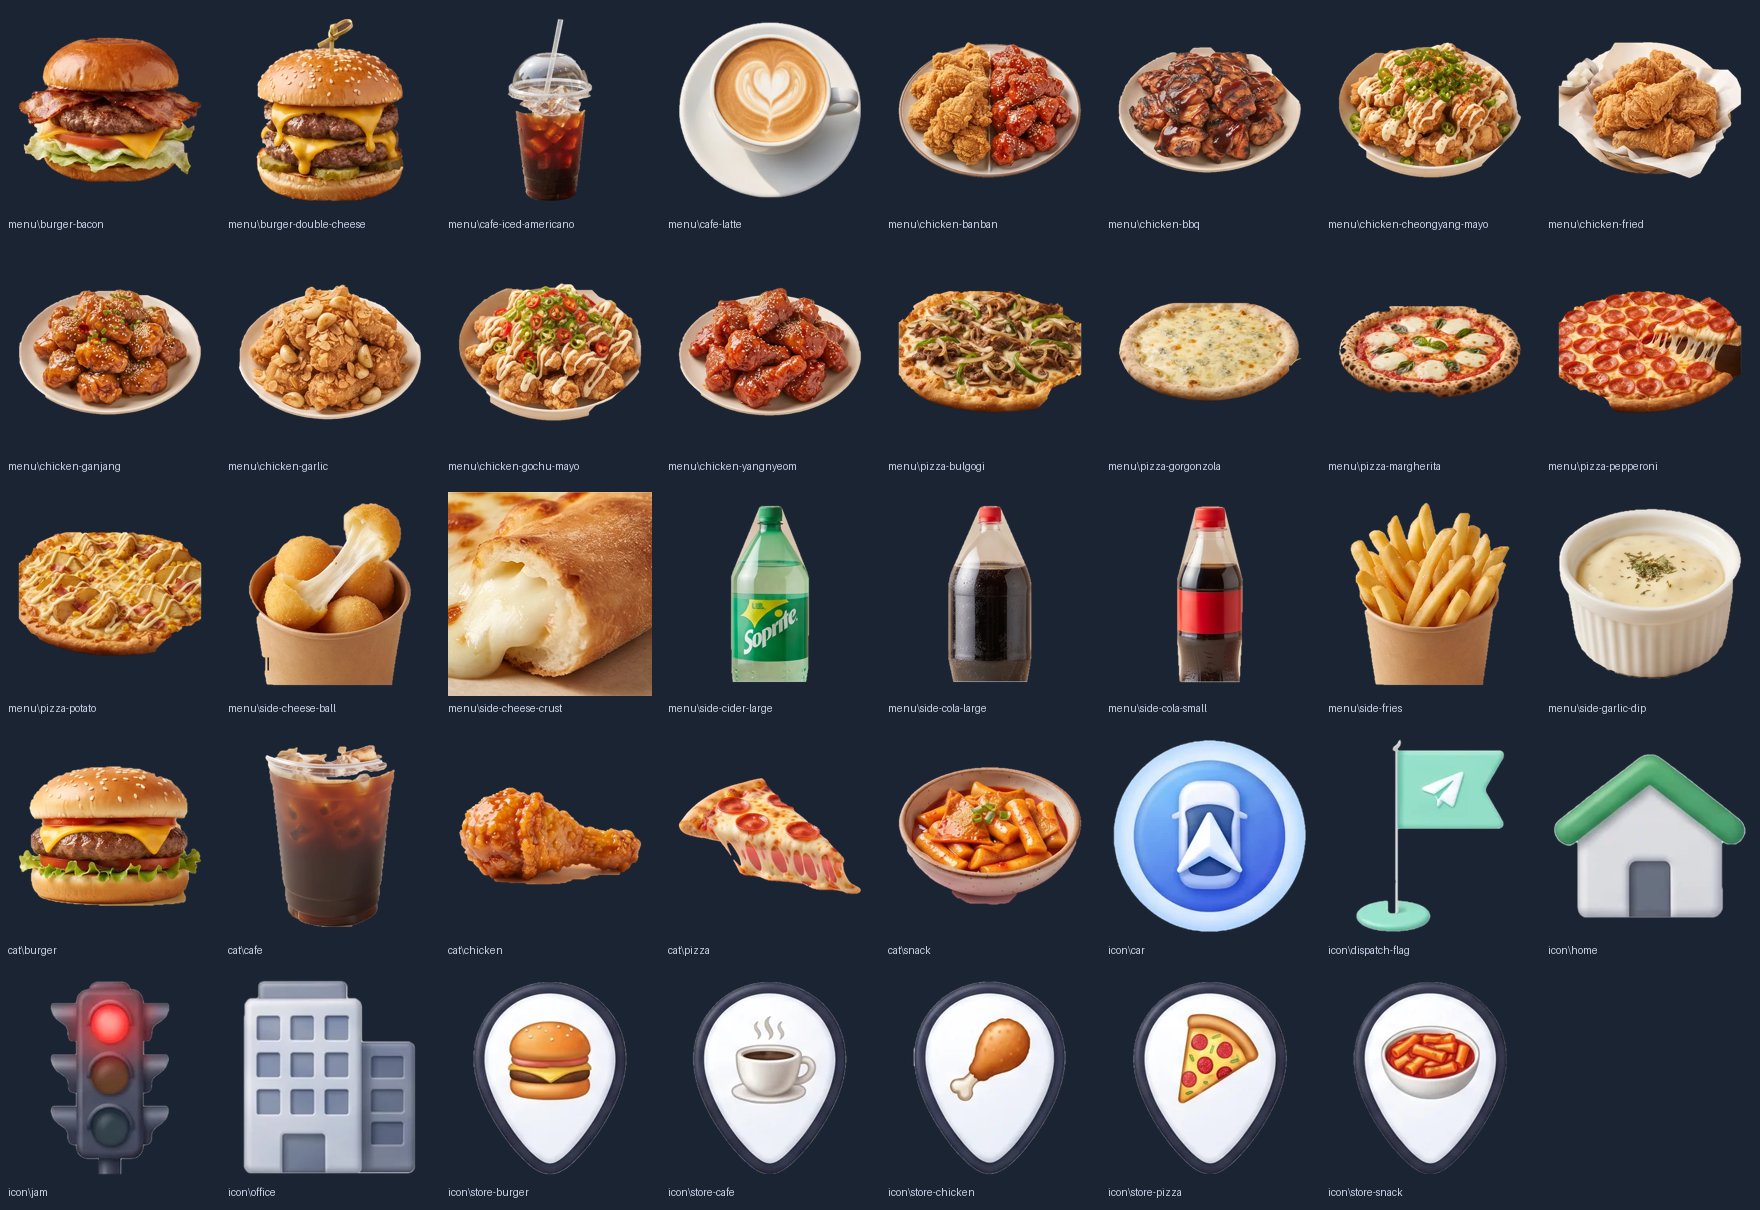 menu\burger-bacon
menu\burger-double-cheese
menu\cafe-iced-americano
menu\cafe-latte
menu\chicken-banban
menu\chicken-bbq
menu\chicken-cheongyang-mayo
menu\chicken-fried
menu\chicken-ganjang
menu\chicken-garlic
menu\chicken-gochu-mayo
menu\chicken-yangnyeom
menu\pizza-bulgogi
menu\pizza-gorgonzola
menu\pizza-margherita
menu\pizza-pepperoni
Soprite
menu\pizza-potato
menu\side-cheese-ball
menu\side-cheese-crust
menu\side-cider-large
menu\side-cola-large
menu\side-cola-small
menu\side-fries
menu\side-garlic-dip
cat\burger
cat\cafe
cat\chicken
cat\pizza
cat\snack
icon\car
icon\dispatch-flag
icon\home
icon\jam
icon\office
icon\store-burger
icon\store-cafe
icon\store-chicken
icon\store-pizza
icon\store-snack